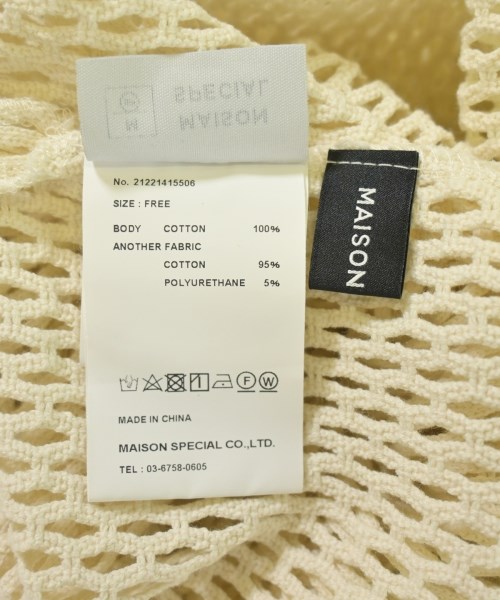 MAISON
SPECIAL
M
No. 21221415506
SIZE : FREE
BODY COTTON 100%
ANOTHER FABRIC
COTTON 95%
POLYURETHANE 5%
F W
MADE IN CHINA
MAISON SPECIAL CO.,LTD.
TEL : 03-6758-0605
MAISON